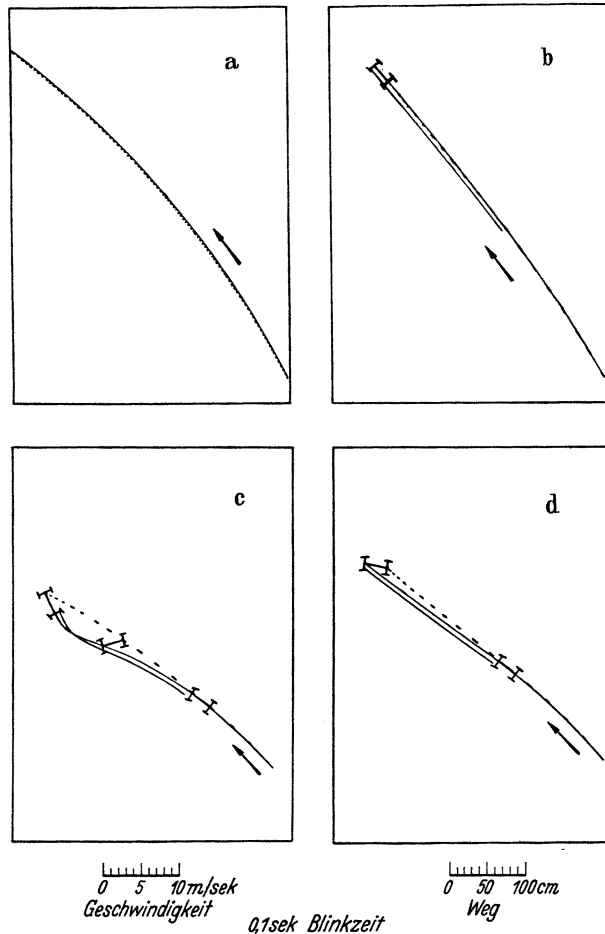 a
b
c
d
0 5 10 m/sek
Geschwindigkeit
0 50 100 cm
Weg
0,1 sek Blinkzeit